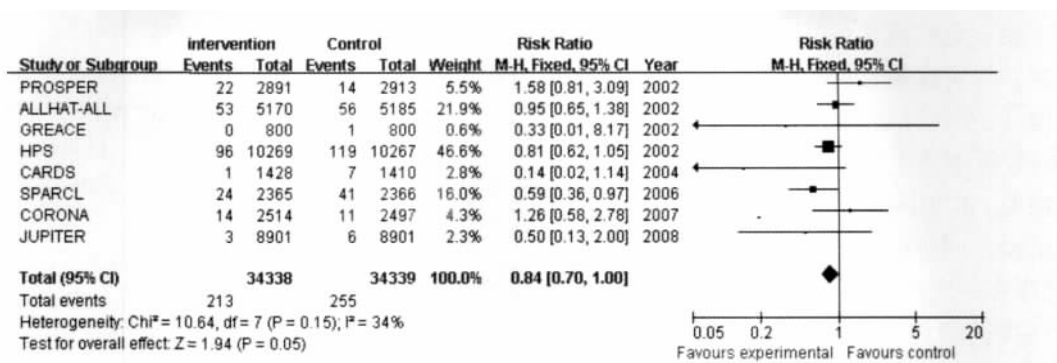 Intervention Control Risk Ratio Risk Ratio
Study or Subgroup Events Total Events Total Weight M-H, Fixed, 95% CI Year M-H, Fixed, 95% CI
PROSPER 22 2891 14 2913 5.5% 1.58 [0.81, 3.09] 2002
ALLHAT-ALL 53 5170 56 5185 21.9% 0.95 [0.65, 1.38] 2002
GREACE 0 800 1 800 0.6% 0.33 [0.01, 8.17] 2002
HPS 96 10269 119 10267 46.6% 0.81 [0.62, 1.05] 2002
CARDS 1 1428 7 1410 2.8% 0.14 [0.02, 1.14] 2004
SPARCL 24 2365 41 2366 16.0% 0.59 [0.36, 0.97] 2006
CORONA 14 2514 11 2497 4.3% 1.26 [0.58, 2.78] 2007
JUPITER 3 8901 6 8901 2.3% 0.50 [0.13, 2.00] 2008
Total (95% CI) 34338 34339 100.0% 0.84 [0.70, 1.00]
Total events 213 255
Heterogeneity: Chi² = 10.64, df = 7 (P = 0.15); I² = 34%
Test for overall effect: Z = 1.94 (P = 0.05)
0.05 0.2 1 5 20
Favours experimental Favours control